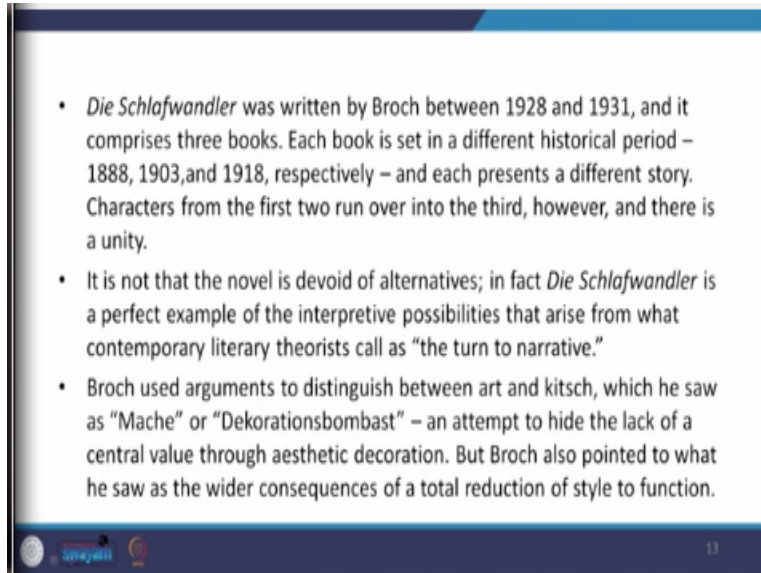 • Die Schlafwandler was written by Broch between 1928 and 1931, and it
comprises three books. Each book is set in a different historical period –
1888, 1903,and 1918, respectively – and each presents a different story.
Characters from the first two run over into the third, however, and there is
a unity.
• It is not that the novel is devoid of alternatives; in fact Die Schlafwandler is
a perfect example of the interpretive possibilities that arise from what
contemporary literary theorists call as “the turn to narrative.”
• Broch used arguments to distinguish between art and kitsch, which he saw
as “Mache” or “Dekorationsbombast” – an attempt to hide the lack of a
central value through aesthetic decoration. But Broch also pointed to what
he saw as the wider consequences of a total reduction of style to function.
swayam
13